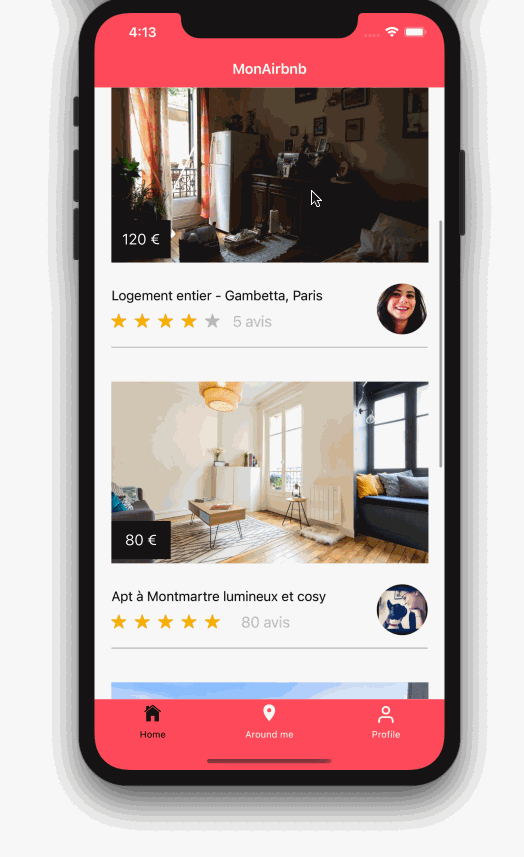 4:13
MonAirbnb
120 €
Logement entier - Gambetta, Paris
5 avis
80 €
Apt à Montmartre lumineux et cosy
80 avis
Home
Around me
Profile